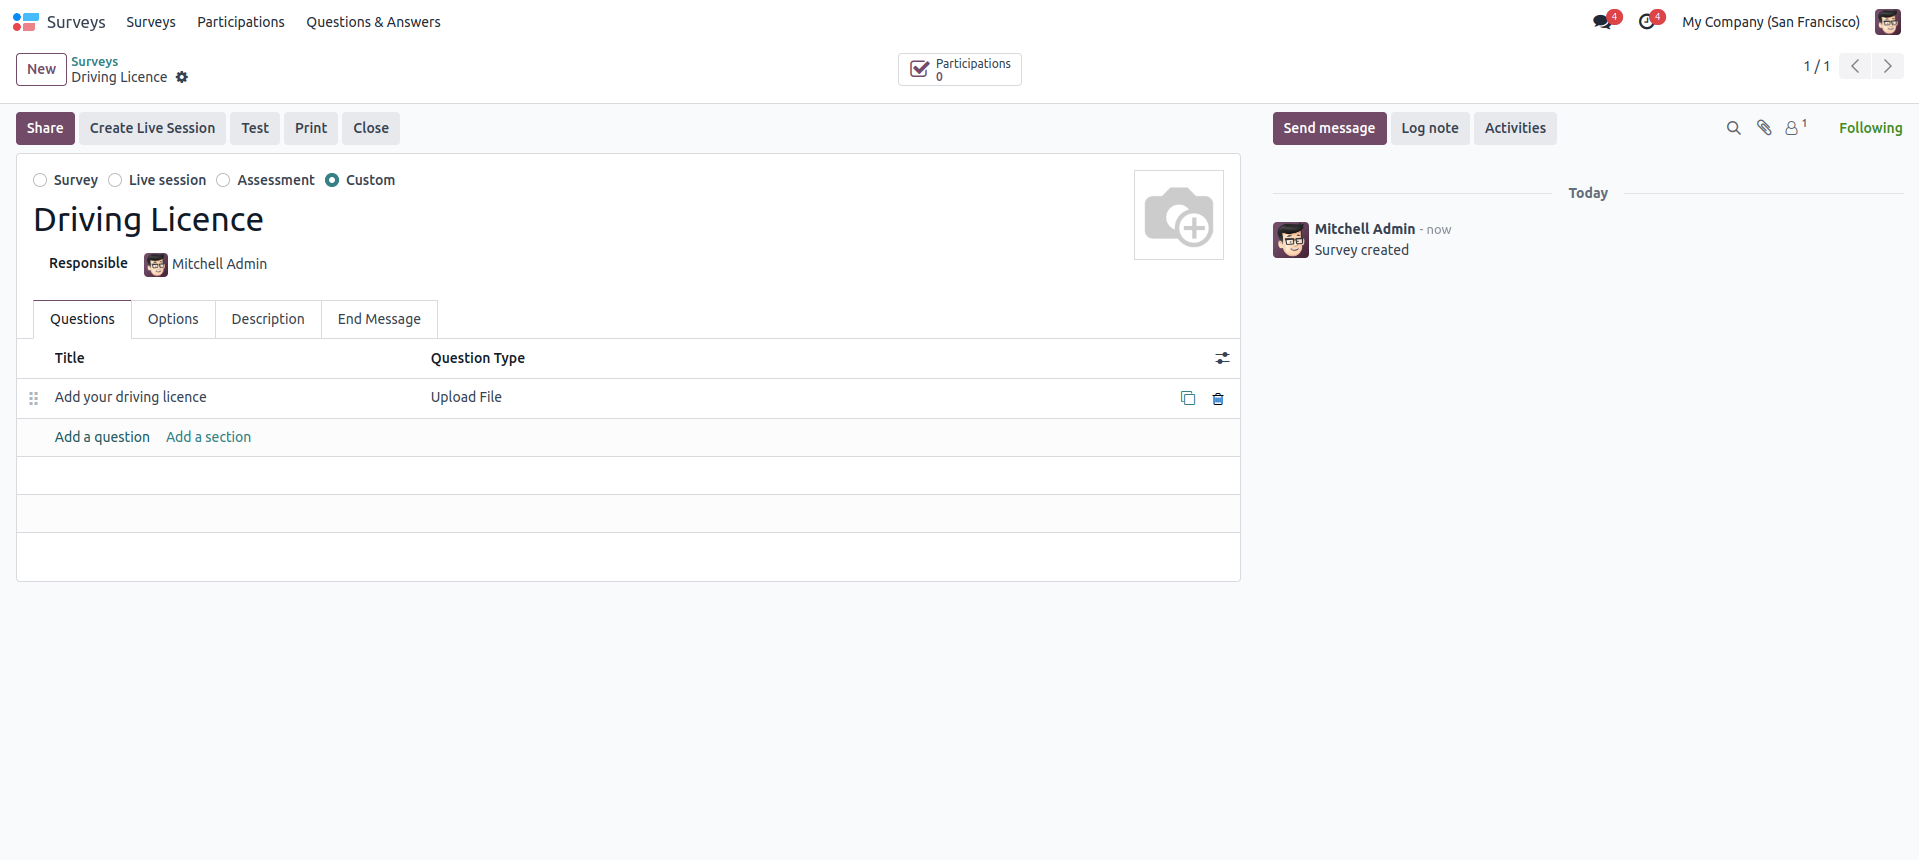 Surveys Surveys Participations Questions & Answers 4 4 My Company (San Francisco)
New Surveys
Driving Licence
Participations
0
1 / 1
Share Create Live Session Test Print Close
Send message Log note Activities 1 Following
Survey Live session Assessment Custom
Driving Licence
Responsible Mitchell Admin
Today
Mitchell Admin - now
Survey created
Questions Options Description End Message
Title Question Type
Add your driving licence Upload File
Add a question Add a section